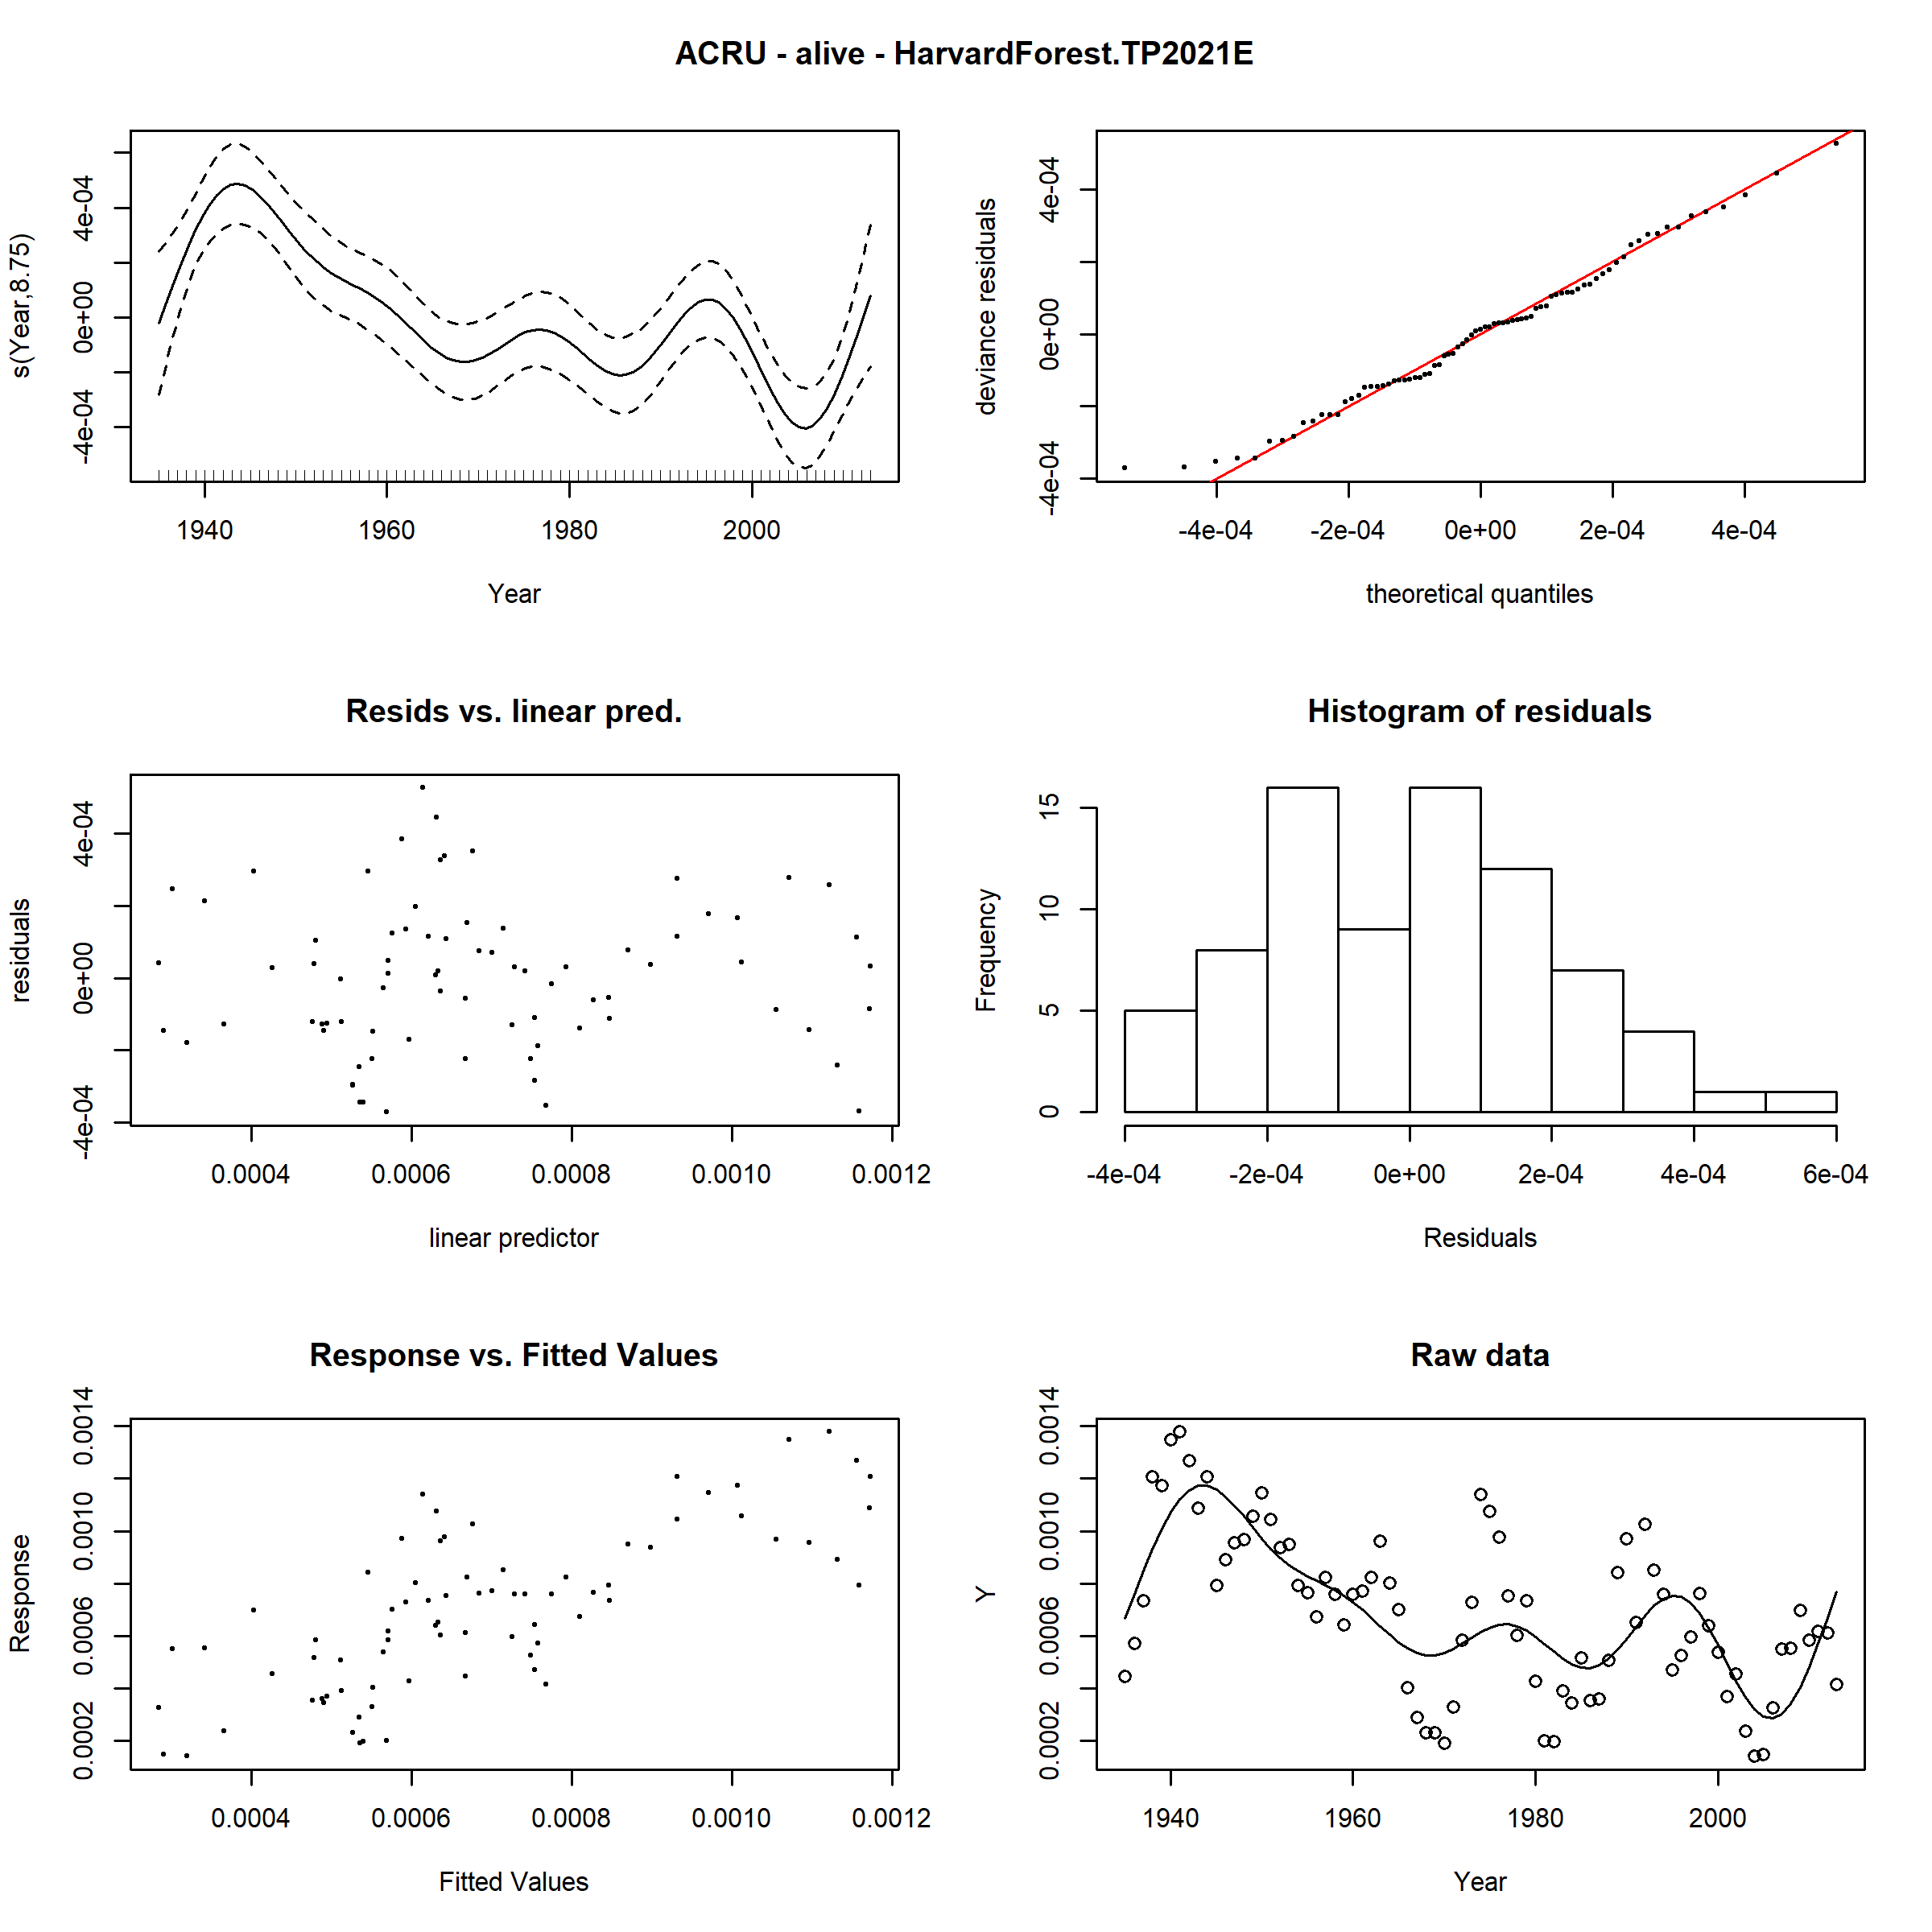 ACRU - alive - HarvardForest.TP2021E
s(Year,8.75)
-4e-04 0e+00 4e-04
1940 1960 1980 2000
Year
deviance residuals
-4e-04 0e+00 4e-04
-4e-04 -2e-04 0e+00 2e-04 4e-04
theoretical quantiles
Resids vs. linear pred.
residuals
-4e-04 0e+00 4e-04
0.0004 0.0006 0.0008 0.0010 0.0012
linear predictor
Histogram of residuals
Frequency
0 5 10 15
-4e-04 -2e-04 0e+00 2e-04 4e-04 6e-04
Residuals
Response vs. Fitted Values
Response
0.0002 0.0006 0.0010 0.0014
0.0004 0.0006 0.0008 0.0010 0.0012
Fitted Values
Raw data
Y
0.0002 0.0006 0.0010 0.0014
1940 1960 1980 2000
Year